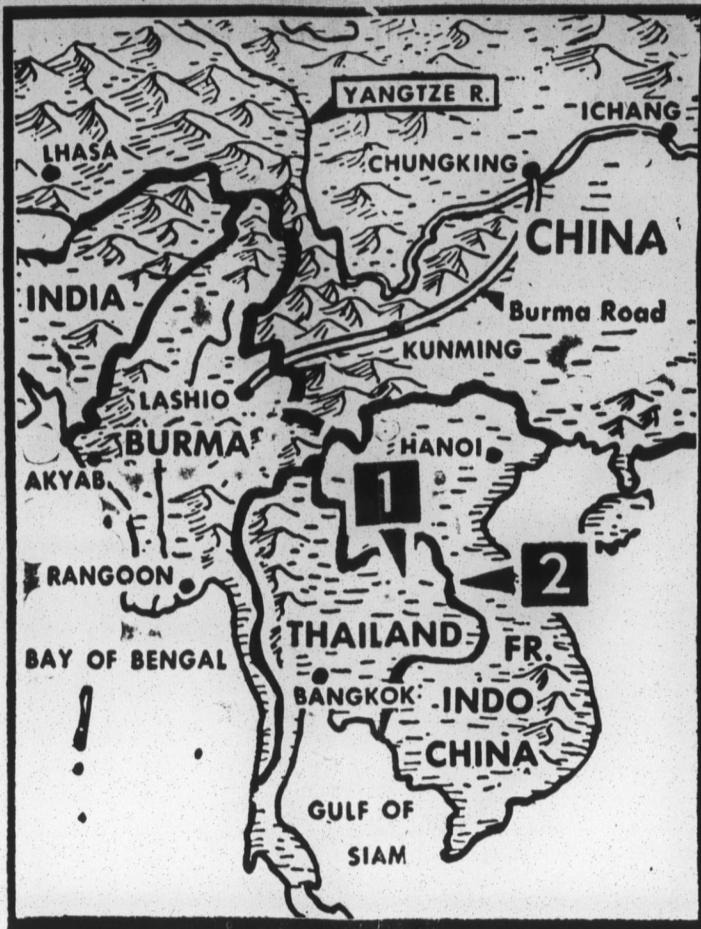 YANGTZE R.
ICHANG
LHASA
CHUNGKING
CHINA
INDIA
Burma Road
KUNMING
LASHIO
BURMA
HANOI
AKYAB
1
RANGOON
2
THAILAND
FR.
BAY OF BENGAL
BANGKOK
INDO
CHINA
GULF OF
SIAM